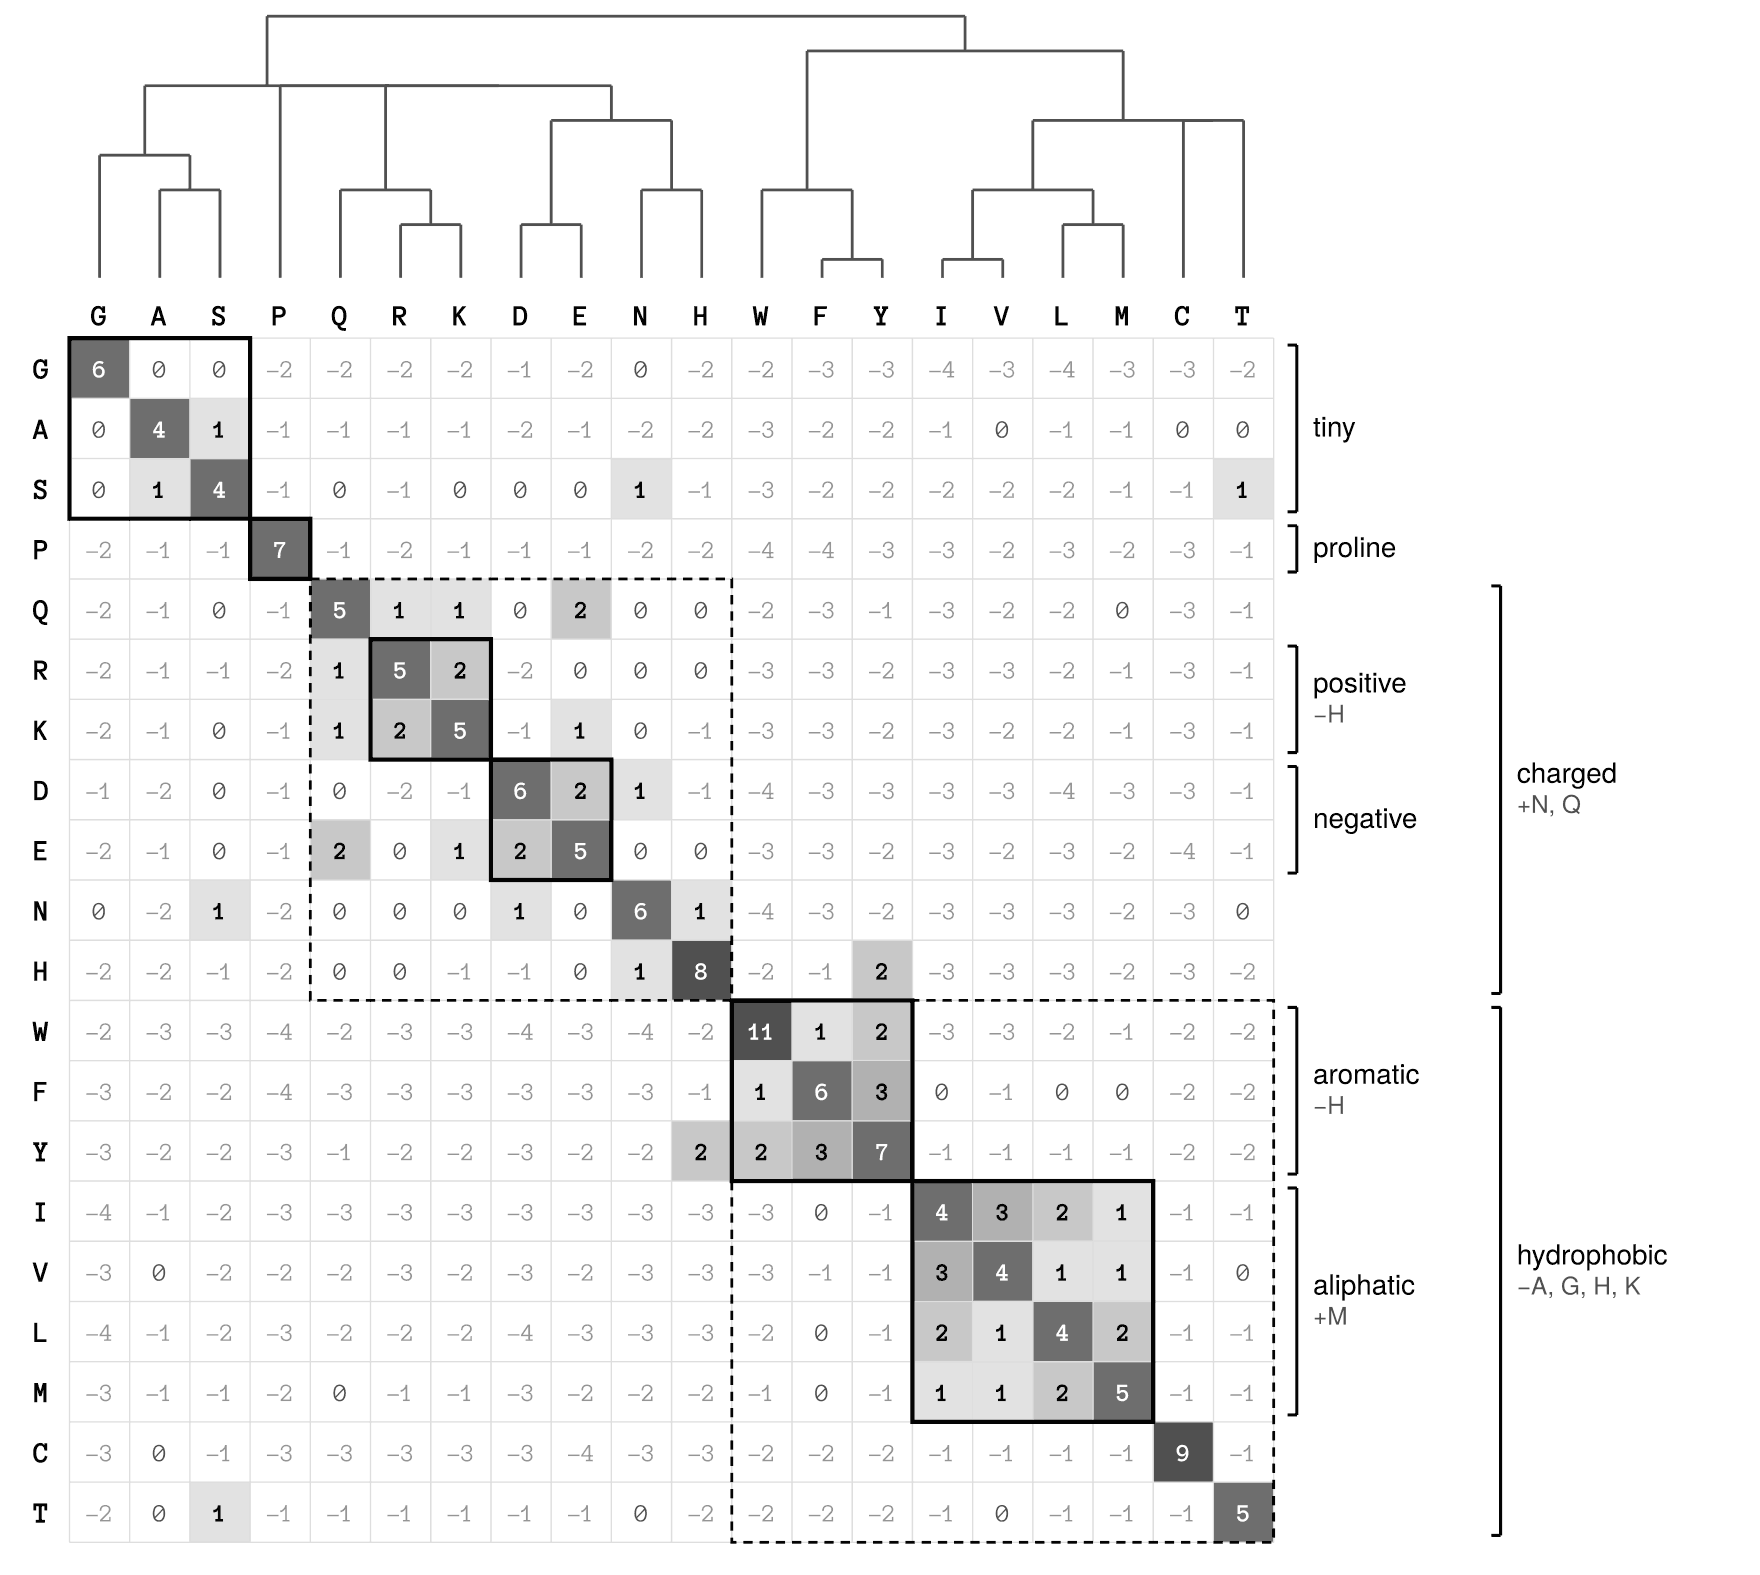 G A S P Q R K D E N H W F Y I V L M C T
G 6 0 0 −2 −2 −2 −2 −1 −2 0 −2 −2 −3 −3 −4 −3 −4 −3 −3 −2
A 0 4 1 −1 −1 −1 −1 −2 −1 −2 −2 −3 −2 −2 −1 0 −1 −1 0 0 tiny
S 0 1 4 −1 0 −1 0 0 0 1 −1 −3 −2 −2 −2 −2 −2 −1 −1 1
P −2 −1 −1 7 −1 −2 −1 −1 −1 −2 −2 −4 −4 −3 −3 −2 −3 −2 −3 −1 proline
Q −2 −1 0 −1 5 1 1 0 2 0 0 −2 −3 −1 −3 −2 −2 0 −3 −1
R −2 −1 −1 −2 1 5 2 −2 0 0 0 −3 −3 −2 −3 −3 −2 −1 −3 −1 positive
−H
K −2 −1 0 −1 1 2 5 −1 1 0 −1 −3 −3 −2 −3 −2 −2 −1 −3 −1
D −1 −2 0 −1 0 −2 −1 6 2 1 −1 −4 −3 −3 −3 −3 −4 −3 −3 −1 charged
+N, Q
negative
E −2 −1 0 −1 2 0 1 2 5 0 0 −3 −3 −2 −3 −2 −3 −2 −4 −1
N 0 −2 1 −2 0 0 0 1 0 6 1 −4 −3 −2 −3 −3 −3 −2 −3 0
H −2 −2 −1 −2 0 0 −1 −1 0 1 8 −2 −1 2 −3 −3 −3 −2 −3 −2
W −2 −3 −3 −4 −2 −3 −3 −4 −3 −4 −2 11 1 2 −3 −3 −2 −1 −2 −2
F −3 −2 −2 −4 −3 −3 −3 −3 −3 −3 −1 1 6 3 0 −1 0 0 −2 −2 aromatic
−H
Y −3 −2 −2 −3 −1 −2 −2 −3 −2 −2 2 2 3 7 −1 −1 −1 −1 −2 −2
I −4 −1 −2 −3 −3 −3 −3 −3 −3 −3 −3 −3 0 −1 4 3 2 1 −1 −1
V −3 0 −2 −2 −2 −3 −2 −3 −2 −3 −3 −3 −1 −1 3 4 1 1 −1 0 hydrophobic
−A, G, H, K
aliphatic
+M
L −4 −1 −2 −3 −2 −2 −2 −4 −3 −3 −3 −2 0 −1 2 1 4 2 −1 −1
M −3 −1 −1 −2 0 −1 −1 −3 −2 −2 −2 −1 0 −1 1 1 2 5 −1 −1
C −3 0 −1 −3 −3 −3 −3 −3 −4 −3 −3 −2 −2 −2 −1 −1 −1 −1 9 −1
T −2 0 1 −1 −1 −1 −1 −1 −1 0 −2 −2 −2 −2 −1 0 −1 −1 −1 5